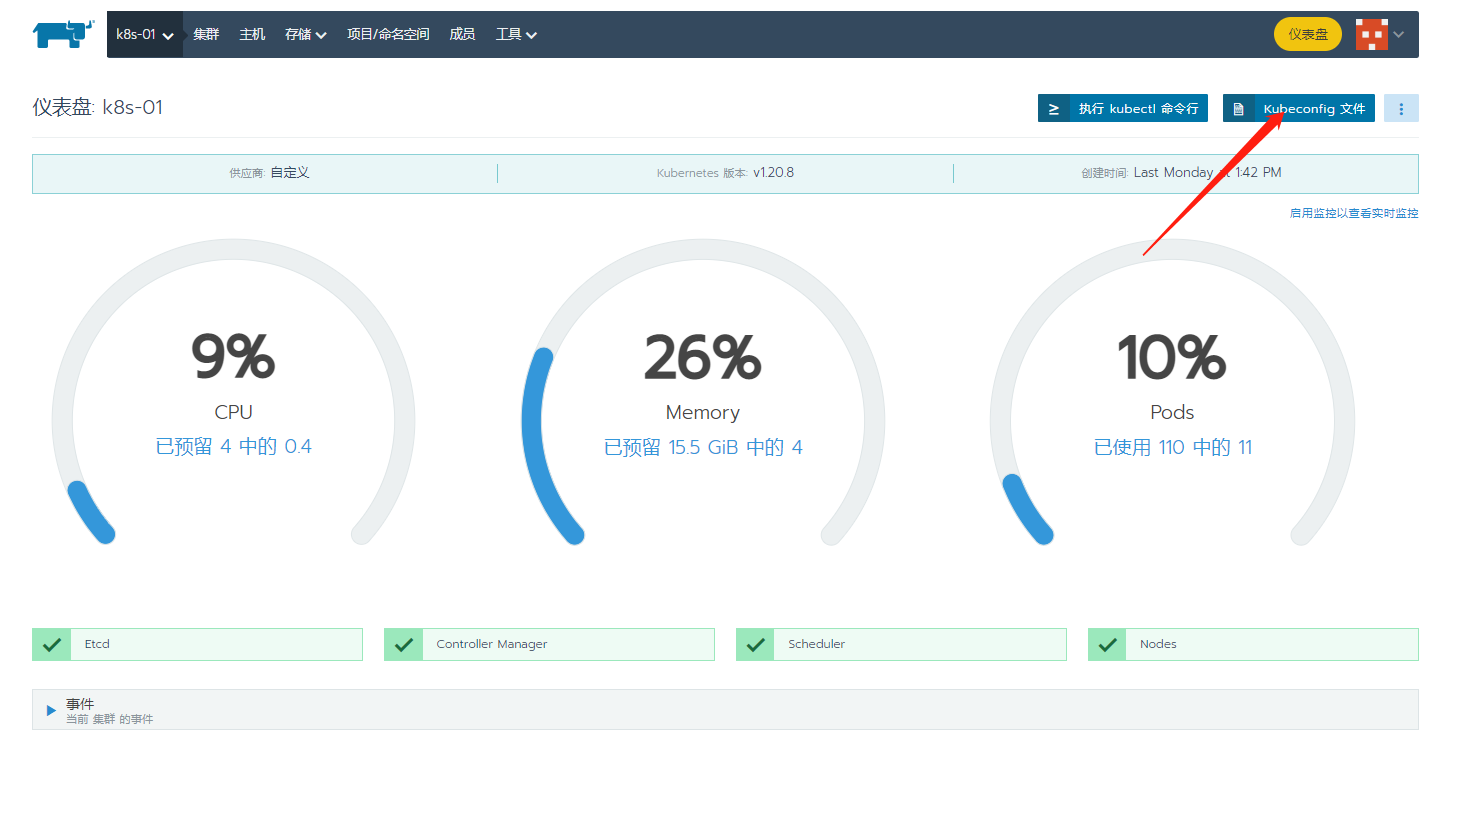 k8s-01 集群 主机 存储 项目/命名空间 成员 工具 仪表盘
仪表盘: k8s-01
执行 kubectl 命令行 Kubeconfig 文件
供应商: 自定义 Kubernetes 版本: v1.20.8 创建时间: Last Monday at 1:42 PM
启用监控以查看实时监控
9% 26% 10%
CPU Memory Pods
已预留 4 中的 0.4 已预留 15.5 GiB 中的 4 已使用 110 中的 11
Etcd Controller Manager Scheduler Nodes
事件
当前 集群 的事件